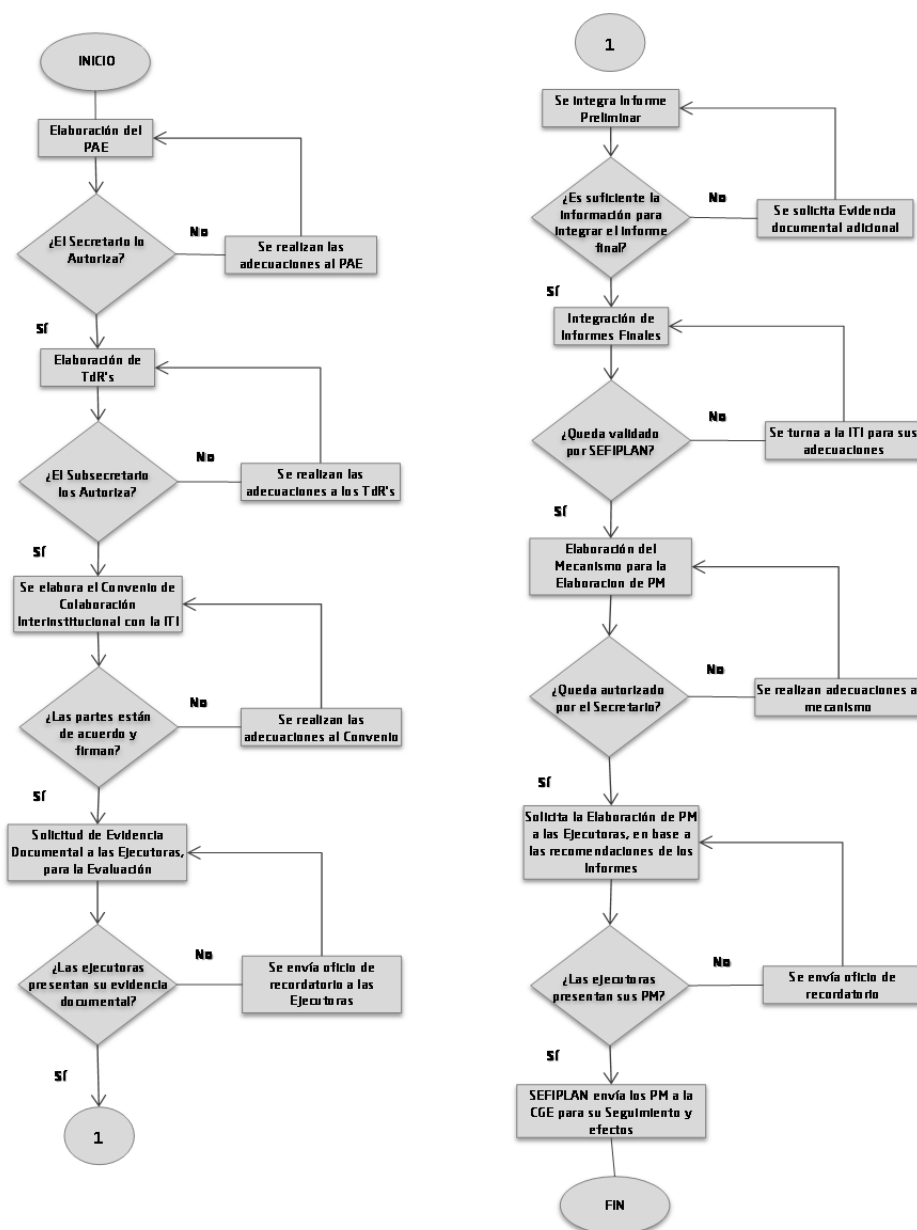 INICIO
Elaboración del
PAE
¿El Secretario lo
Autoriza?
No
Se realizan las
adecuaciones al PAE
SÍ
Elaboración de
TdR's
¿El Subsecretario
los Autoriza?
No
Se realizan las
adecuaciones a los TdR's
SÍ
Se elabora el Convenio de
Colaboración
Interinstitucional con la ITI
¿Las partes están
de acuerdo y
firman?
No
Se realizan las
adecuaciones al Convenio
SÍ
Solicitud de Evidencia
Documental a las Ejecutoras,
para la Evaluación
¿Las ejecutoras
presentan su evidencia
documental?
No
Se envía oficio de
recordatorio a las
Ejecutoras
SÍ
1
1
Se integra Informe
Preliminar
¿Es suficiente la
información para
integrar el informe
final?
No
Se solicita Evidencia
documental adicional
SÍ
Integración de
Informes Finales
¿Queda validado
por SEFIPLAN?
No
Se turna a la ITI para sus
adecuaciones
SÍ
Elaboración del
Mecanismo para la
Elaboracion de PM
¿Queda autorizado
por el Secretario?
No
Se realizan adecuaciones a
mecanismo
SÍ
Solicita la Elaboración de PM
a las Ejecutoras, en base a
las recomendaciones de los
Informes
¿Las ejecutoras
presentan sus PM?
No
Se envía oficio de
recordatorio
SÍ
SEFIPLAN envía los PM a la
CGE para su Seguimiento y
efectos
FIN